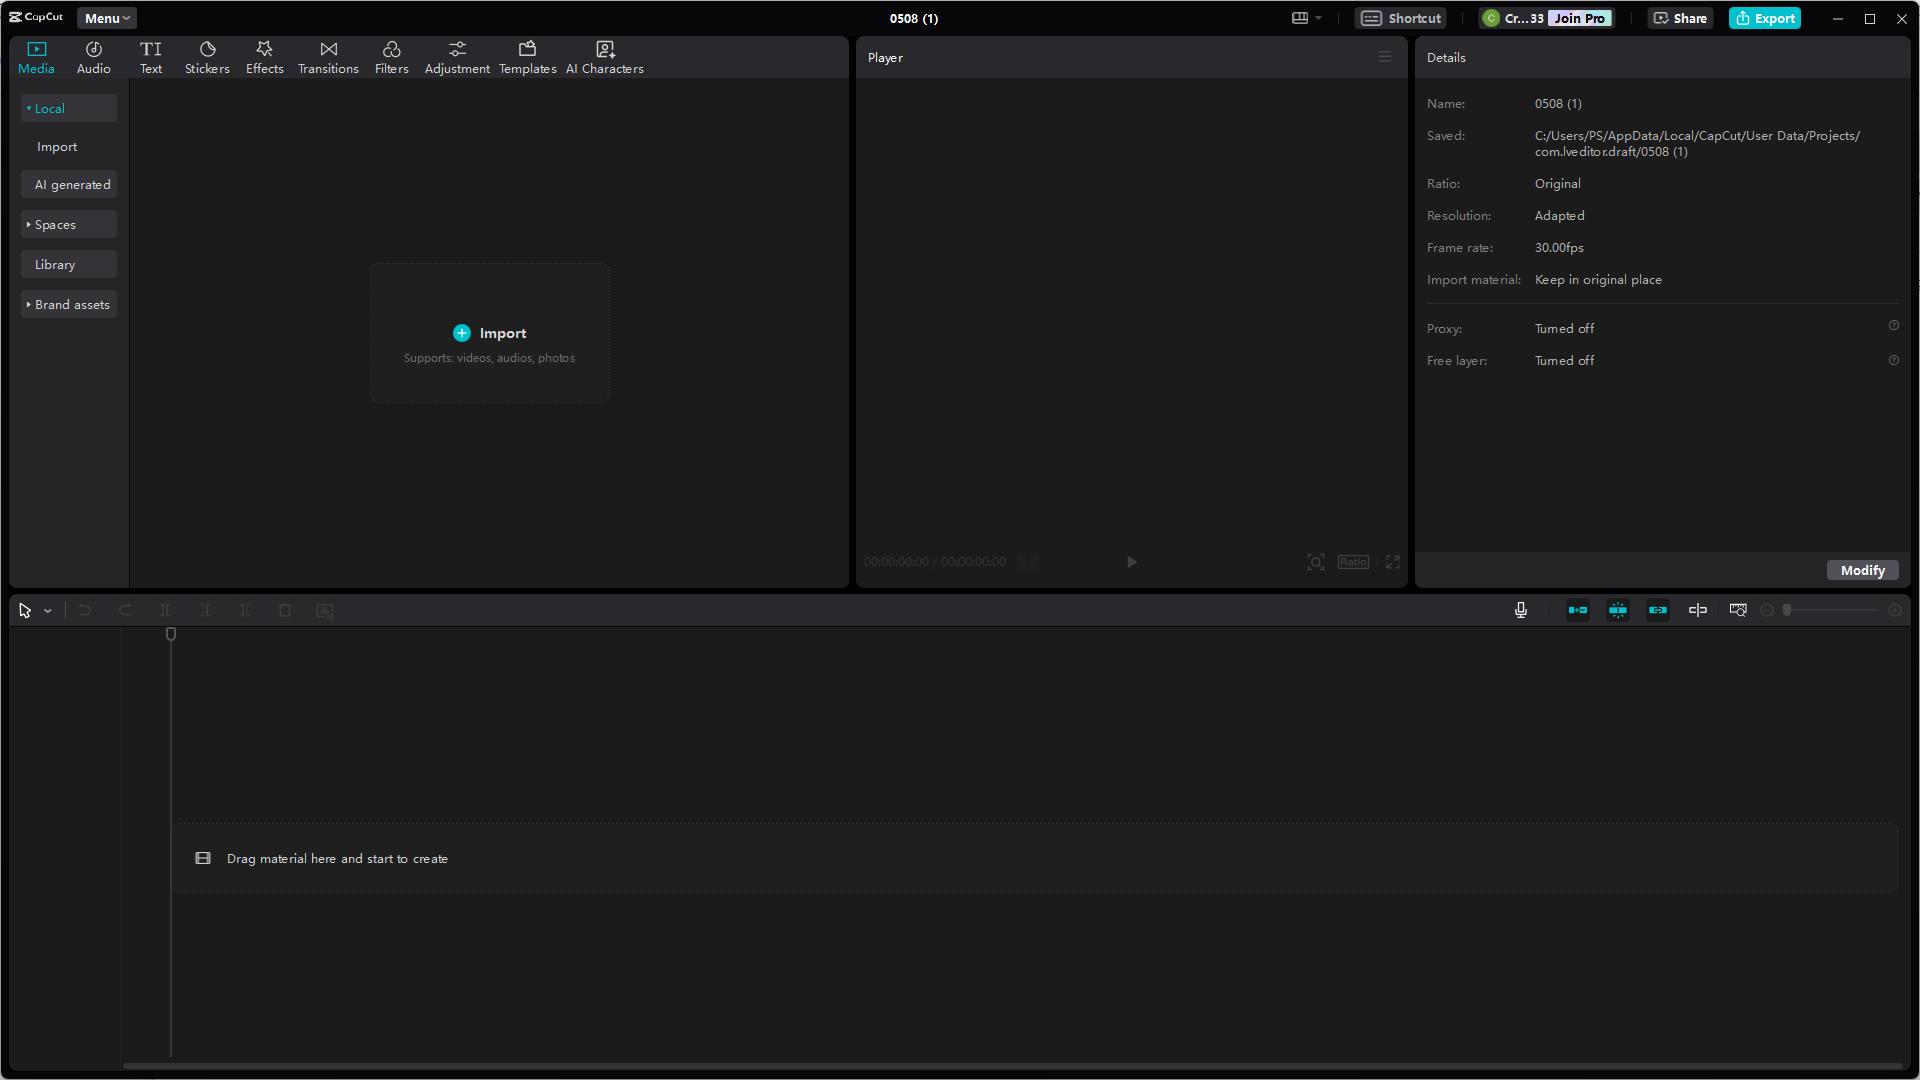 CapCut
Menu
0508 (1)
Shortcut
C
Cr...33
Join Pro
Share
Export
Media
Audio
TI
Text
Stickers
Effects
Transitions
Filters
Adjustment
Templates
AI Characters
Local
Import
AI generated
Spaces
Library
Brand assets
Import
Supports: videos, audios, photos
Player
00:00:00:00 / 00:00:00:00
Ratio
Details
Name: 0508 (1)
Saved: C:/Users/PS/AppData/Local/CapCut/User Data/Projects/
com.lveditor.draft/0508 (1)
Ratio: Original
Resolution: Adapted
Frame rate: 30.00fps
Import material: Keep in original place
Proxy: Turned off
Free layer: Turned off
Modify
Drag material here and start to create